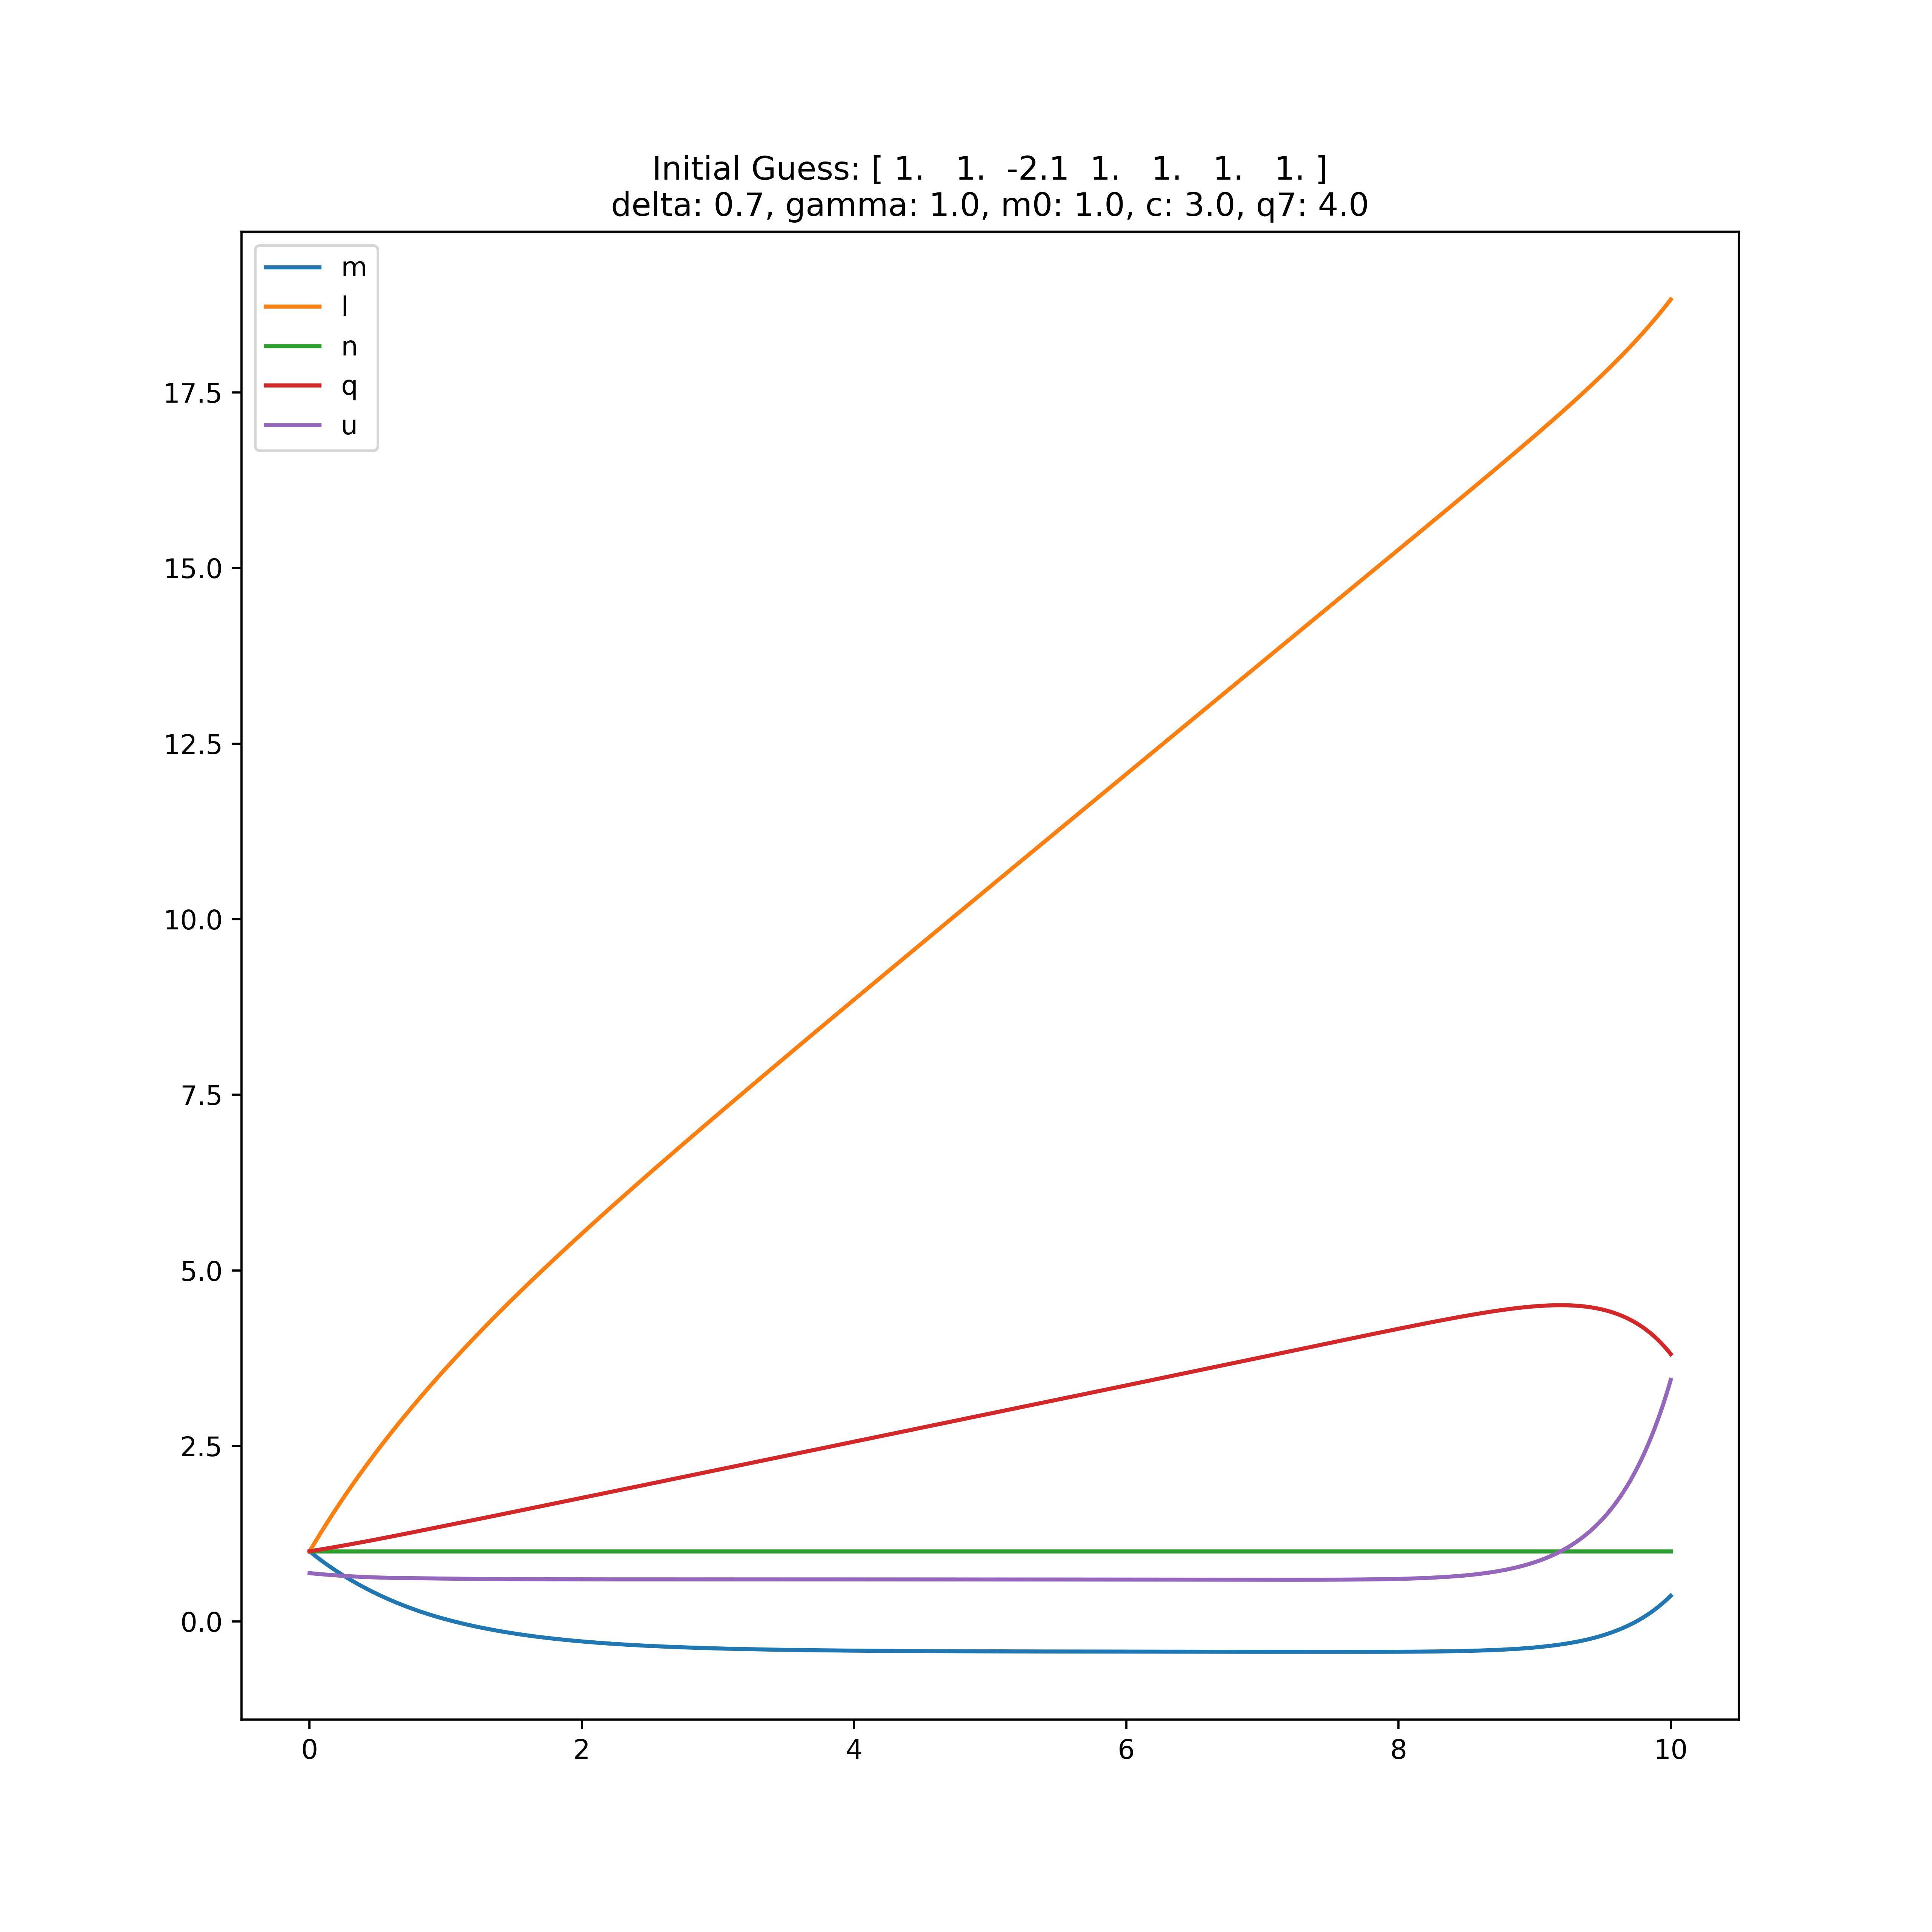 Initial Guess: [ 1. 1. -2.1 1. 1. 1. 1. ]
delta: 0.7, gamma: 1.0, m0: 1.0, c: 3.0, q7: 4.0
m
l
n
q
u
17.5
15.0
12.5
10.0
7.5
5.0
2.5
0.0
0 2 4 6 8 10